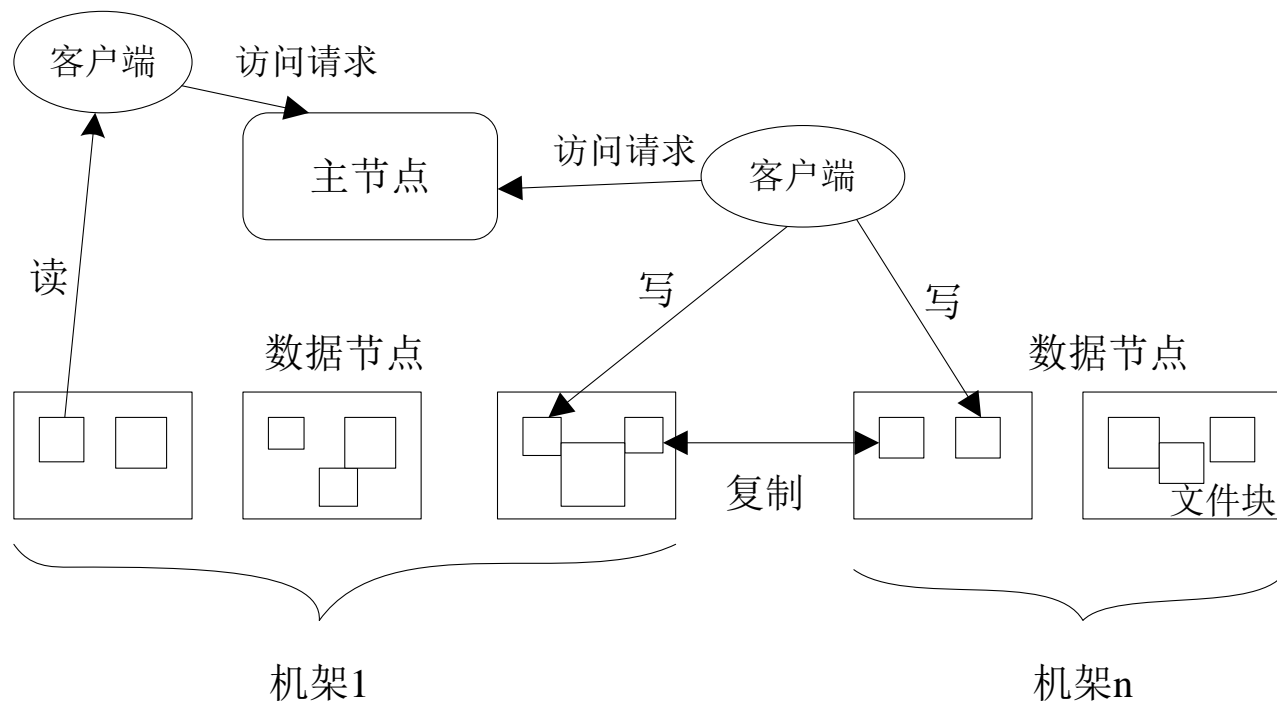 客户端
访问请求
访问请求
主节点
客户端
读
写
写
数据节点
数据节点
复制
文件块
机架1
机架n